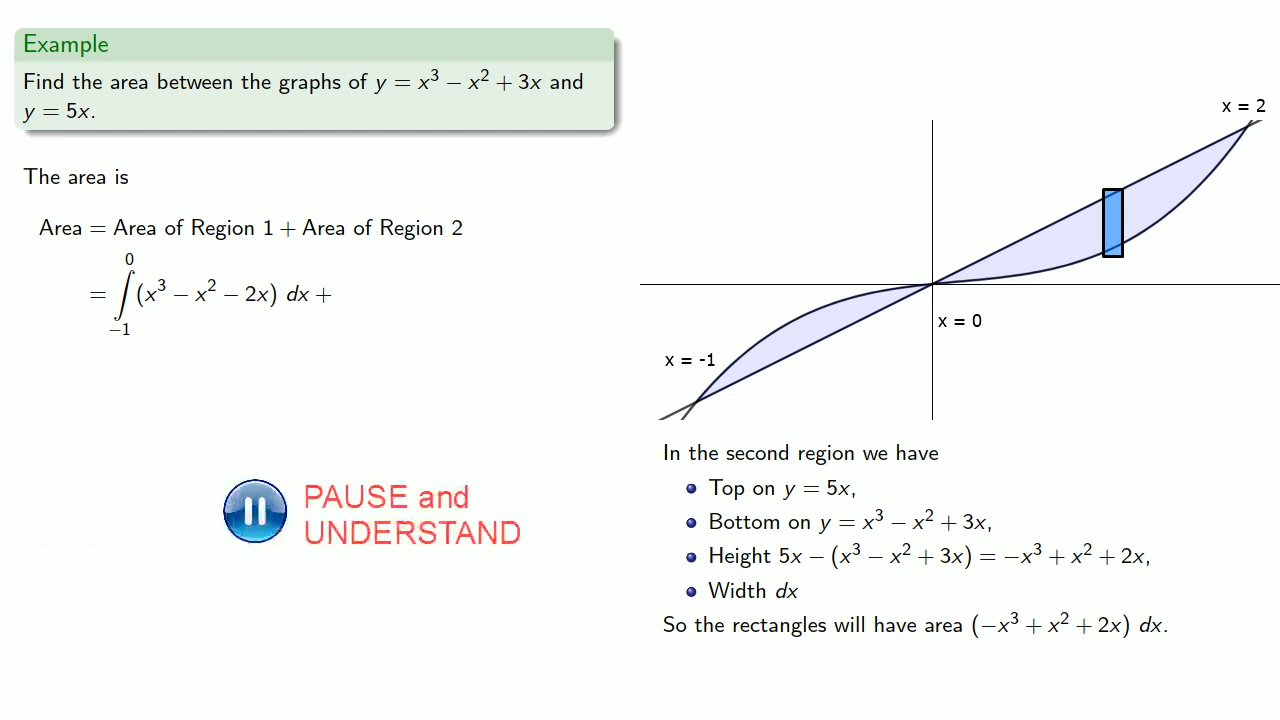 Example
Find the area between the graphs of y = x³ − x² + 3x and
y = 5x.
The area is
Area = Area of Region 1 + Area of Region 2
= ∫₋₁⁰ (x³ − x² − 2x) dx +
PAUSE and
UNDERSTAND
x = 2
x = 0
x = -1
In the second region we have
Top on y = 5x,
Bottom on y = x³ − x² + 3x,
Height 5x − (x³ − x² + 3x) = −x³ + x² + 2x,
Width dx
So the rectangles will have area (−x³ + x² + 2x) dx.